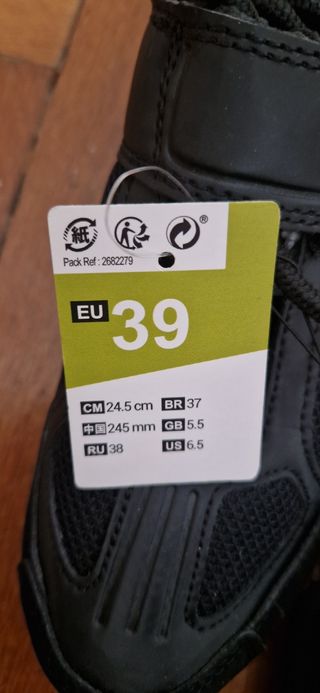 紙 ®
Pack Ref : 2682279
EU 39
CM 24.5 cm BR 37
中国 245 mm GB 5.5
RU 38 US 6.5